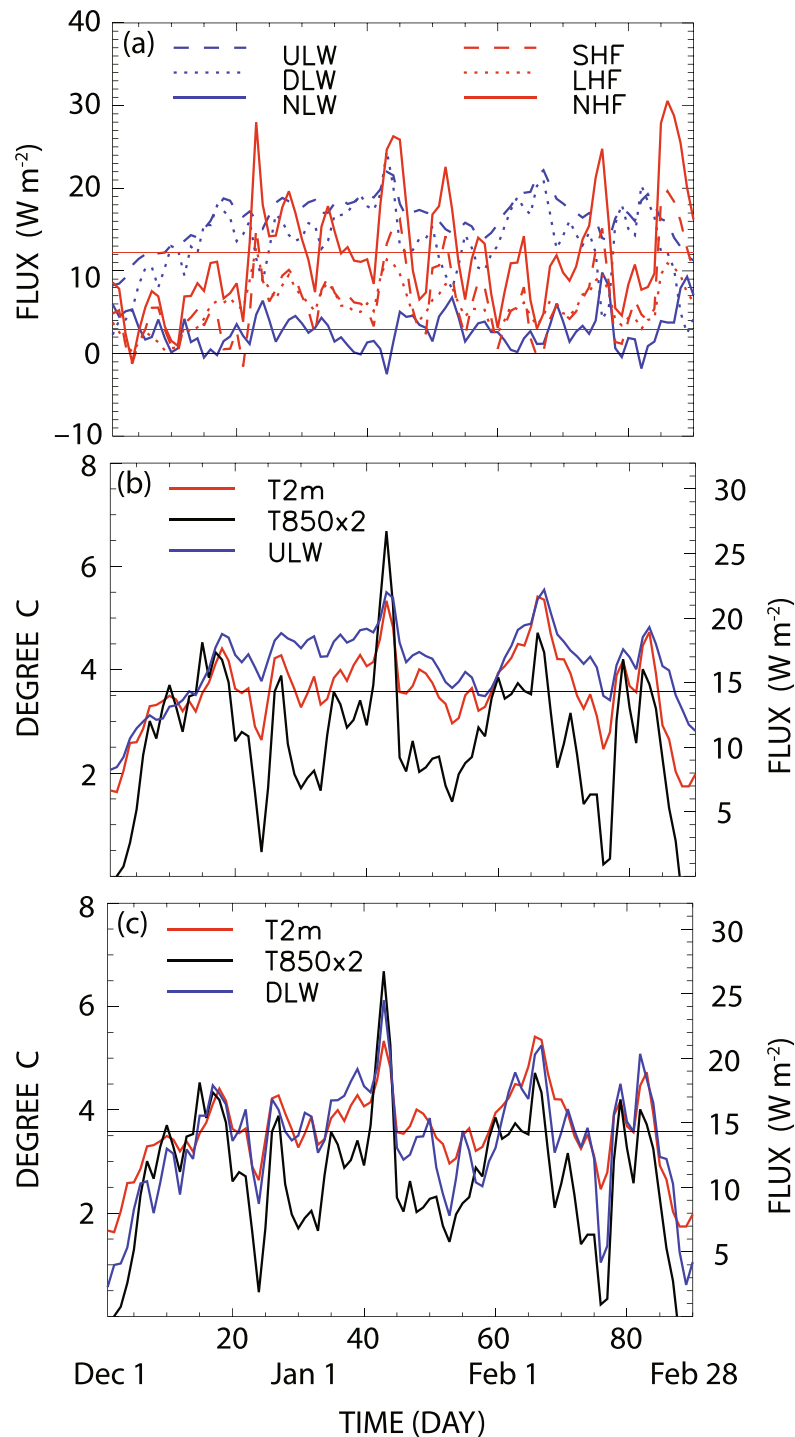 40
(a)
ULW
SHF
DLW
LHF
NLW
NHF
30
20
10
0
−10
FLUX (W m⁻²)
8
(b)
T2m
T850x2
ULW
6
4
2
DEGREE C
30
25
20
15
10
5
FLUX (W m⁻²)
8
(c)
T2m
T850x2
DLW
6
4
2
DEGREE C
30
25
20
15
10
5
FLUX (W m⁻²)
20 40 60 80
Dec 1 Jan 1 Feb 1 Feb 28
TIME (DAY)